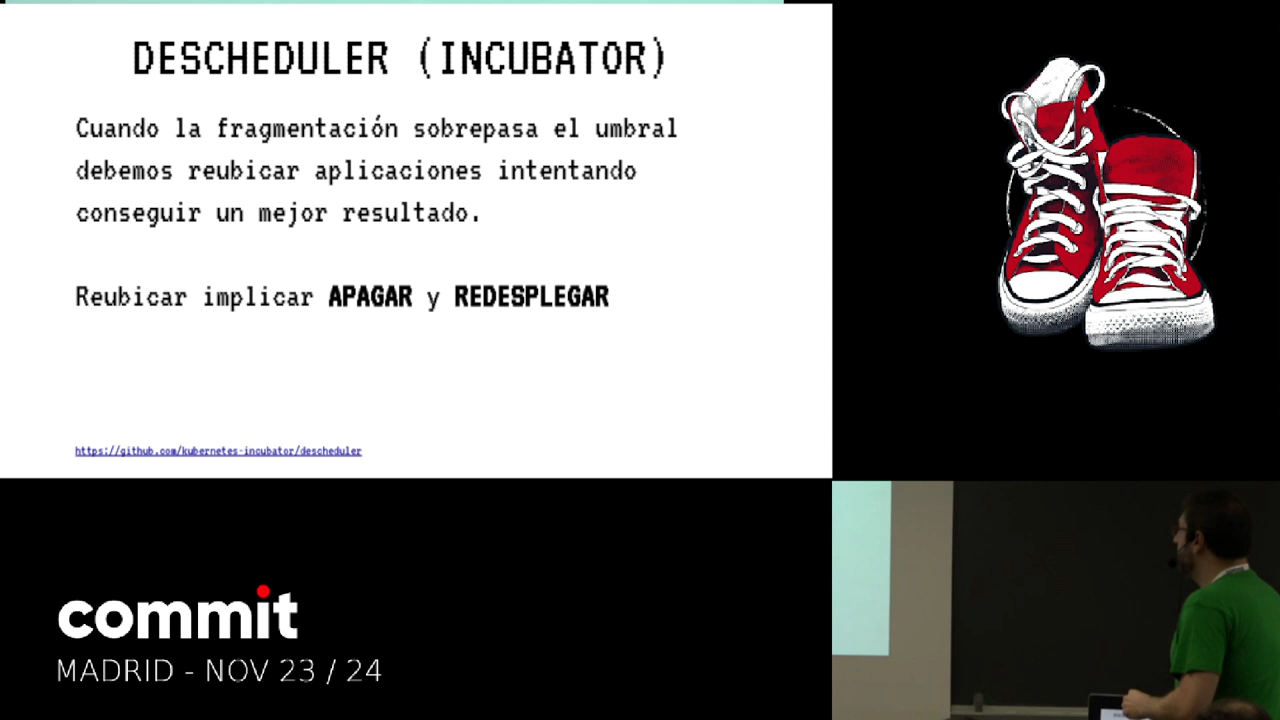 DESCHEDULER (INCUBATOR)
Cuando la fragmentación sobrepasa el umbral
debemos reubicar aplicaciones intentando
conseguir un mejor resultado.
Reubicar implicar APAGAR y REDESPLEGAR
https://github.com/kubernetes-incubator/descheduler
commit
MADRID - NOV 23 / 24